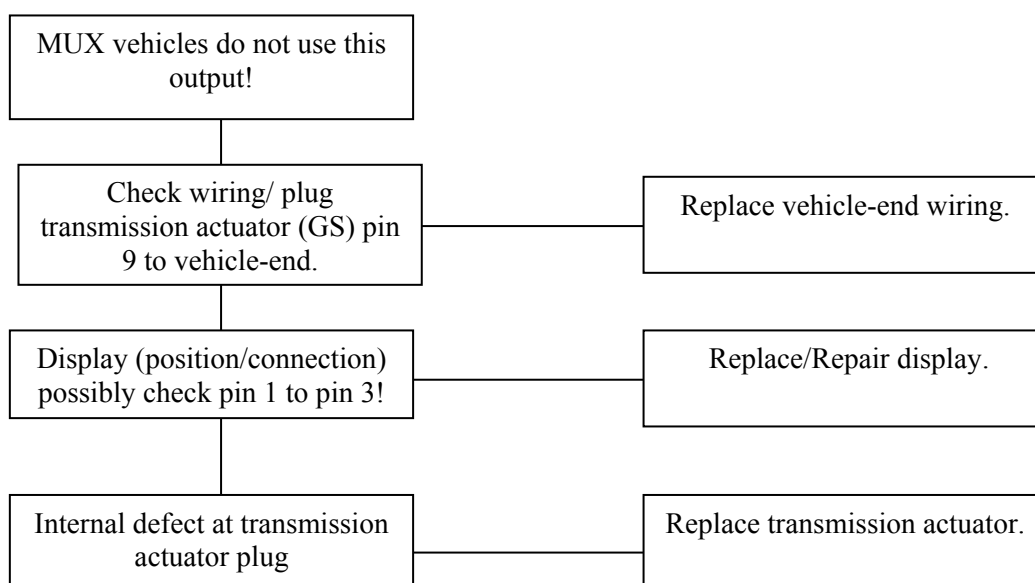 MUX vehicles do not use this
output!
Check wiring/ plug
transmission actuator (GS) pin
9 to vehicle-end.
Replace vehicle-end wiring.
Display (position/connection)
possibly check pin 1 to pin 3!
Replace/Repair display.
Internal defect at transmission
actuator plug
Replace transmission actuator.